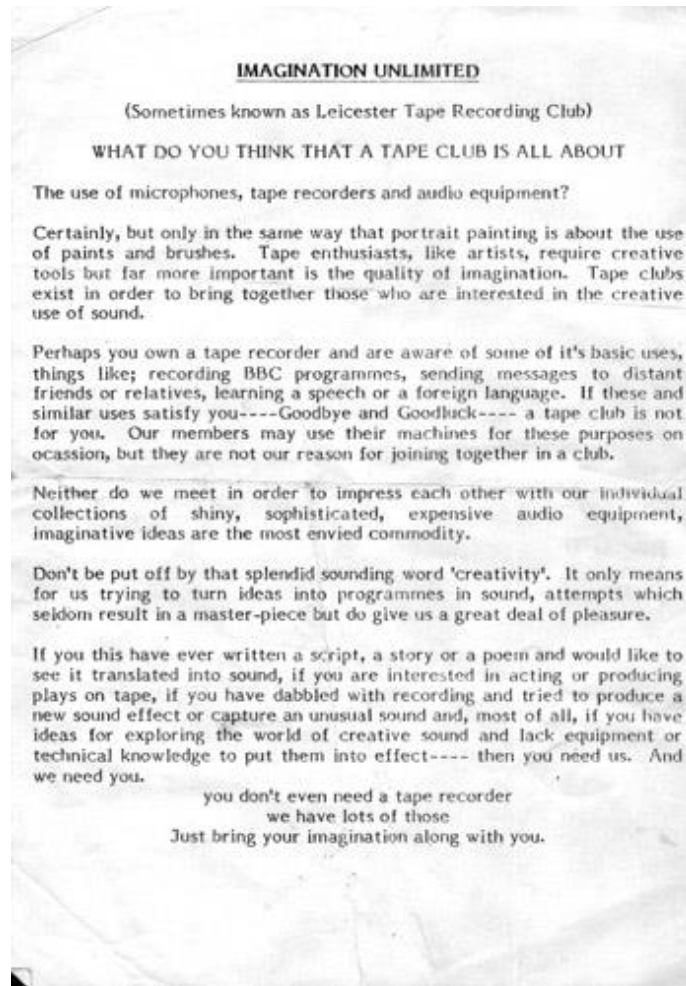 IMAGINATION UNLIMITED
(Sometimes known as Leicester Tape Recording Club)
WHAT DO YOU THINK THAT A TAPE CLUB IS ALL ABOUT
The use of microphones, tape recorders and audio equipment?
Certainly, but only in the same way that portrait painting is about the use
of paints and brushes. Tape enthusiasts, like artists, require creative
tools but far more important is the quality of imagination. Tape clubs
exist in order to bring together those who are interested in the creative
use of sound.
Perhaps you own a tape recorder and are aware of some of it's basic uses,
things like; recording BBC programmes, sending messages to distant
friends or relatives, learning a speech or a foreign language. If these and
similar uses satisfy you----Goodbye and Goodluck---- a tape club is not
for you. Our members may use their machines for these purposes on
ocassion, but they are not our reason for joining together in a club.
Neither do we meet in order to impress each other with our individual
collections of shiny, sophisticated, expensive audio equipment,
imaginative ideas are the most envied commodity.
Don't be put off by that splendid sounding word 'creativity'. It only means
for us trying to turn ideas into programmes in sound, attempts which
seldom result in a master-piece but do give us a great deal of pleasure.
If you this have ever written a script, a story or a poem and would like to
see it translated into sound, if you are interested in acting or producing
plays on tape, if you have dabbled with recording and tried to produce a
new sound effect or capture an unusual sound and, most of all, if you have
ideas for exploring the world of creative sound and lack equipment or
technical knowledge to put them into effect---- then you need us. And
we need you.
you don't even need a tape recorder
we have lots of those
Just bring your imagination along with you.